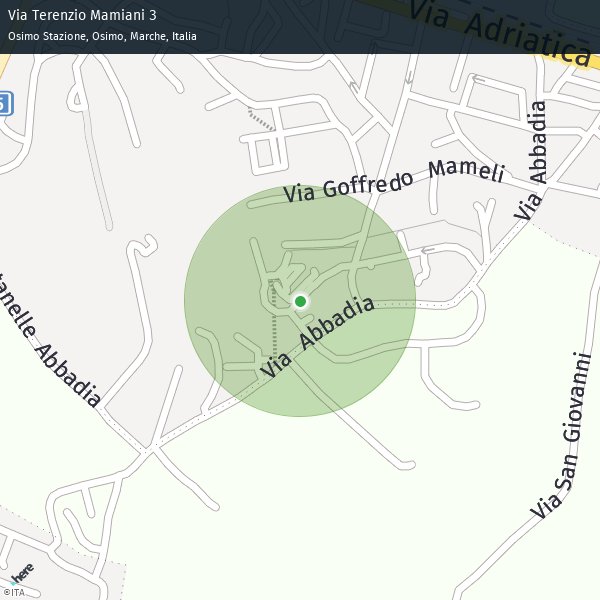 Via Terenzio Mamiani 3
Osimo Stazione, Osimo, Marche, Italia
Via Adriatica
Via Abbadia
Via Goffredo Mameli
Via Abbadia
tanelle Abbadia
Via San Giovanni
here
©ITA